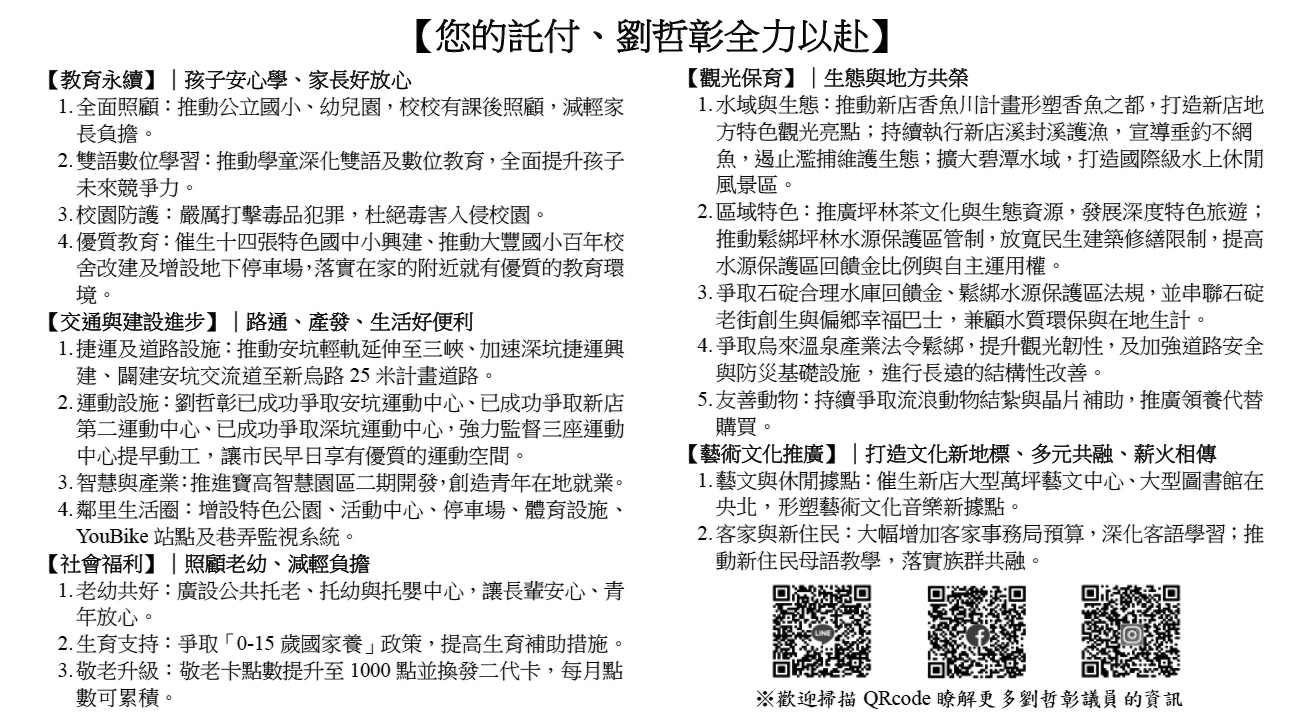 【您的託付、劉哲彰全力以赴】
【教育永續】｜孩子安心學、家長好放心
1.全面照顧：推動公立國小、幼兒園，校校有課後照顧，減輕家
長負擔。
2.雙語數位學習：推動學童深化雙語及數位教育，全面提升孩子
未來競爭力。
3.校園防護：嚴厲打擊毒品犯罪，杜絕毒害入侵校園。
4.優質教育：催生十四張特色國中小興建、推動大豐國小百年校
舍改建及增設地下停車場，落實在家的附近就有優質的教育環
境。
【交通與建設進步】｜路通、產發、生活好便利
1.捷運及道路設施：推動安坑輕軌延伸至三峽、加速深坑捷運興
建、闢建安坑交流道至新烏路 25 米計畫道路。
2.運動設施：劉哲彰已成功爭取安坑運動中心、已成功爭取新店
第二運動中心、已成功爭取深坑運動中心，強力監督三座運動
中心提早動工，讓市民早日享有優質的運動空間。
3.智慧與產業：推進寶高智慧園區二期開發，創造青年在地就業。
4.鄰里生活圈：增設特色公園、活動中心、停車場、體育設施、
YouBike 站點及巷弄監視系統。
【社會福利】｜照顧老幼、減輕負擔
1.老幼共好：廣設公共托老、托幼與托嬰中心，讓長輩安心、青
年放心。
2.生育支持：爭取「0-15 歲國家養」政策，提高生育補助措施。
3.敬老升級：敬老卡點數提升至 1000 點並換發二代卡，每月點
數可累積。
【觀光保育】｜生態與地方共榮
1.水域與生態：推動新店香魚川計畫形塑香魚之都，打造新店地
方特色觀光亮點；持續執行新店溪封溪護漁，宣導垂釣不網
魚，遏止濫捕維護生態；擴大碧潭水域，打造國際級水上休閒
風景區。
2.區域特色：推廣坪林茶文化與生態資源，發展深度特色旅遊；
推動鬆綁坪林水源保護區管制，放寬民生建築修繕限制，提高
水源保護區回饋金比例與自主運用權。
3.爭取石碇合理水庫回饋金、鬆綁水源保護區法規，並串聯石碇
老街創生與偏鄉幸福巴士，兼顧水質環保與在地生計。
4.爭取烏來溫泉產業法令鬆綁，提升觀光韌性，及加強道路安全
與防災基礎設施，進行長遠的結構性改善。
5.友善動物：持續爭取流浪動物結紮與晶片補助，推廣領養代替
購買。
【藝術文化推廣】｜打造文化新地標、多元共融、薪火相傳
1.藝文與休閒據點：催生新店大型萬坪藝文中心、大型圖書館在
央北，形塑藝術文化音樂新據點。
2.客家與新住民：大幅增加客家事務局預算，深化客語學習；推
動新住民母語教學，落實族群共融。
LINE
※歡迎掃描 QRcode 瞭解更多劉哲彰議員的資訊